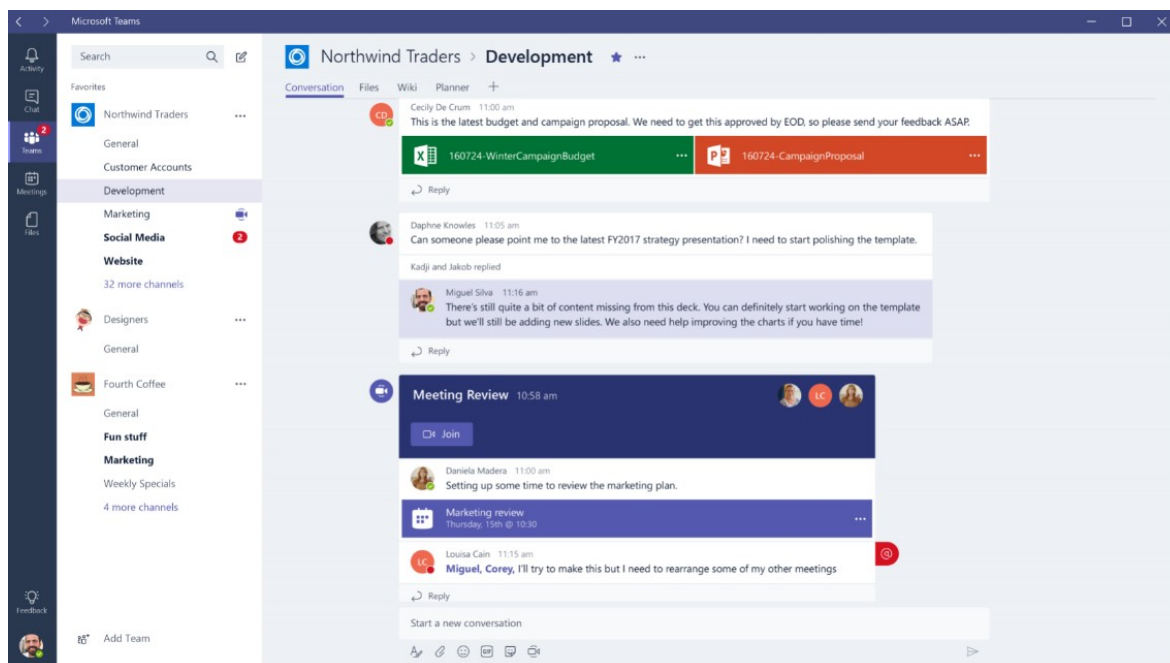 Microsoft Teams
Activity
Chat
2
Teams
Meetings
Files
Feedback
Search
Favorites
Northwind Traders
General
Customer Accounts
Development
Marketing
Social Media 2
Website
32 more channels
Designers
General
Fourth Coffee
General
Fun stuff
Marketing
Weekly Specials
4 more channels
Add Team
Northwind Traders > Development
Conversation Files Wiki Planner +
CD
Cecily De Crum 11:00 am
This is the latest budget and campaign proposal. We need to get this approved by EOD, so please send your feedback ASAP.
160724-WinterCampaignBudget 160724-CampaignProposal
Reply
Daphne Knowles 11:05 am
Can someone please point me to the latest FY2017 strategy presentation? I need to start polishing the template.
Kadji and Jakob replied
Miguel Silva 11:16 am
There's still quite a bit of content missing from this deck. You can definitely start working on the template
but we'll still be adding new slides. We also need help improving the charts if you have time!
Reply
Meeting Review 10:58 am
LC
Join
Daniela Madera 11:00 am
Setting up some time to review the marketing plan.
Marketing review
Thursday, 15th @ 10:30
LC
Louisa Cain 11:15 am
Miguel, Corey, I'll try to make this but I need to rearrange some of my other meetings
@
Reply
Start a new conversation
GIF